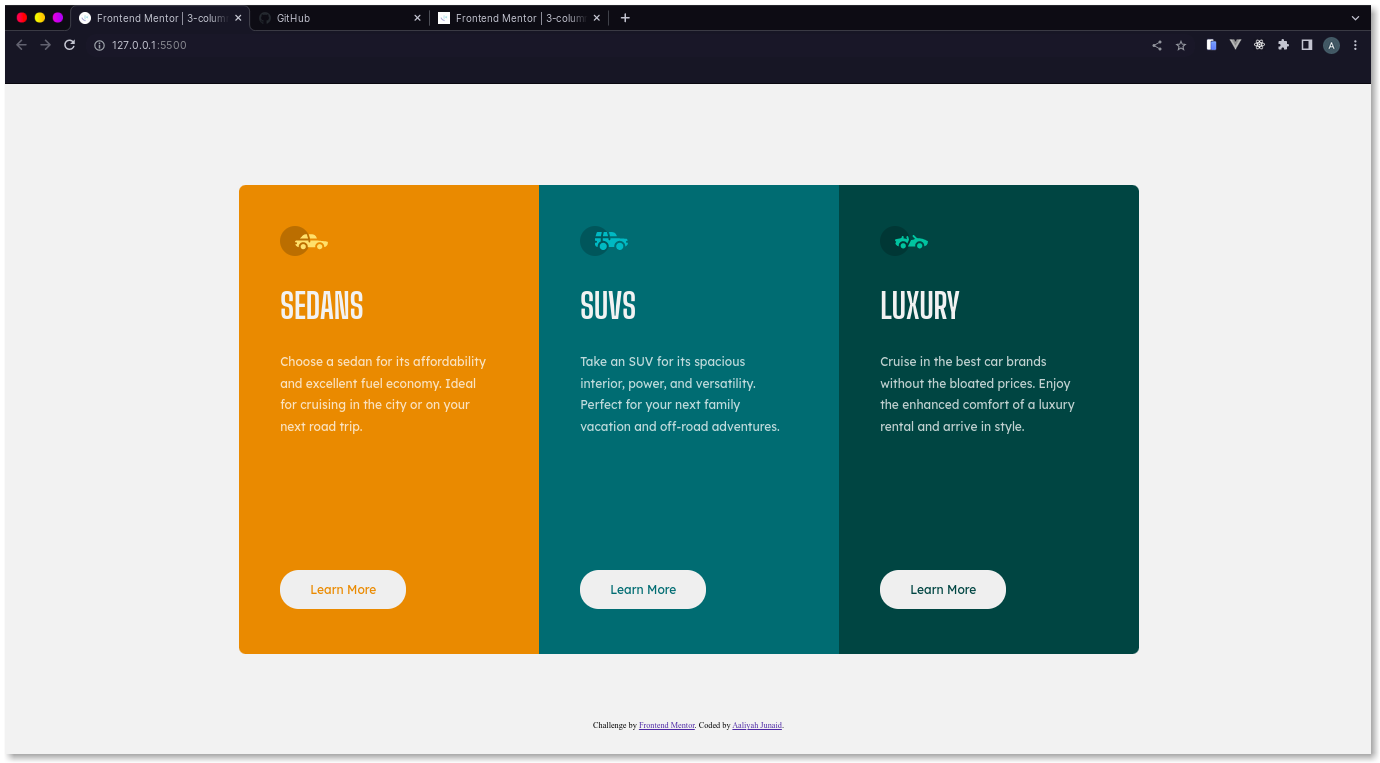 Frontend Mentor | 3-colum
GitHub
Frontend Mentor | 3-colum
127.0.0.1:5500
A
SEDANS
Choose a sedan for its affordability
and excellent fuel economy. Ideal
for cruising in the city or on your
next road trip.
Learn More
SUVS
Take an SUV for its spacious
interior, power, and versatility.
Perfect for your next family
vacation and off-road adventures.
Learn More
LUXURY
Cruise in the best car brands
without the bloated prices. Enjoy
the enhanced comfort of a luxury
rental and arrive in style.
Learn More
Challenge by Frontend Mentor. Coded by Aaliyah Junaid.